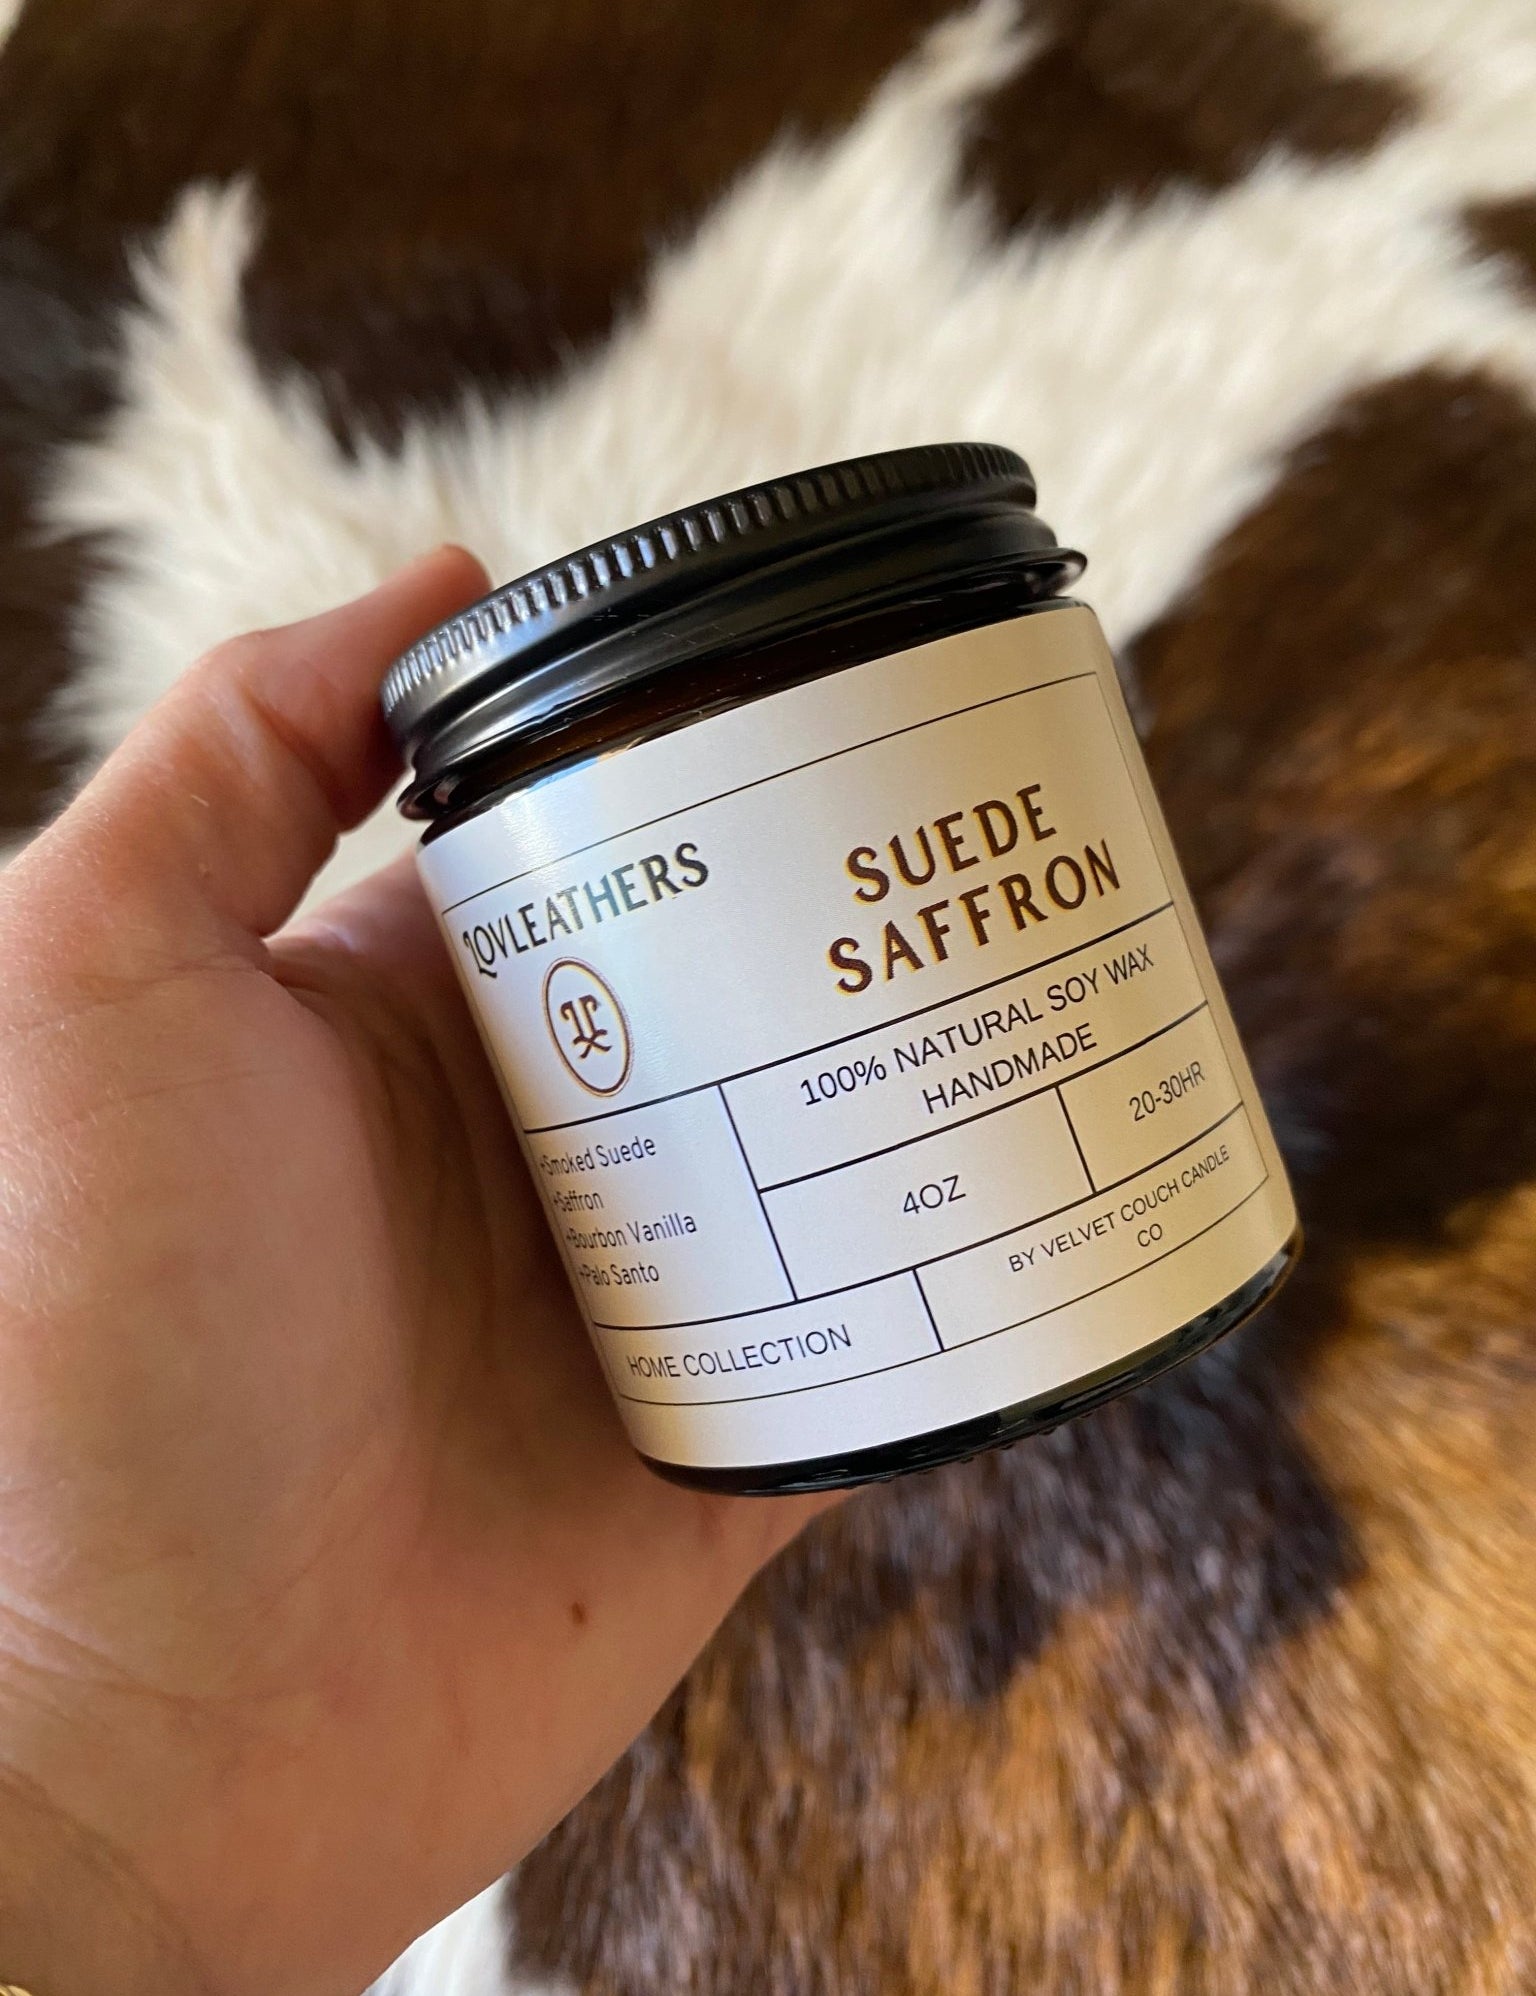 LOVLEATHERS
SUEDE
SAFFRON
100% NATURAL SOY WAX
HANDMADE
+Smoked Suede
+Saffron
+Bourbon Vanilla
+Palo Santo
4OZ
20-30HR
HOME COLLECTION
BY VELVET COUCH CANDLE
CO